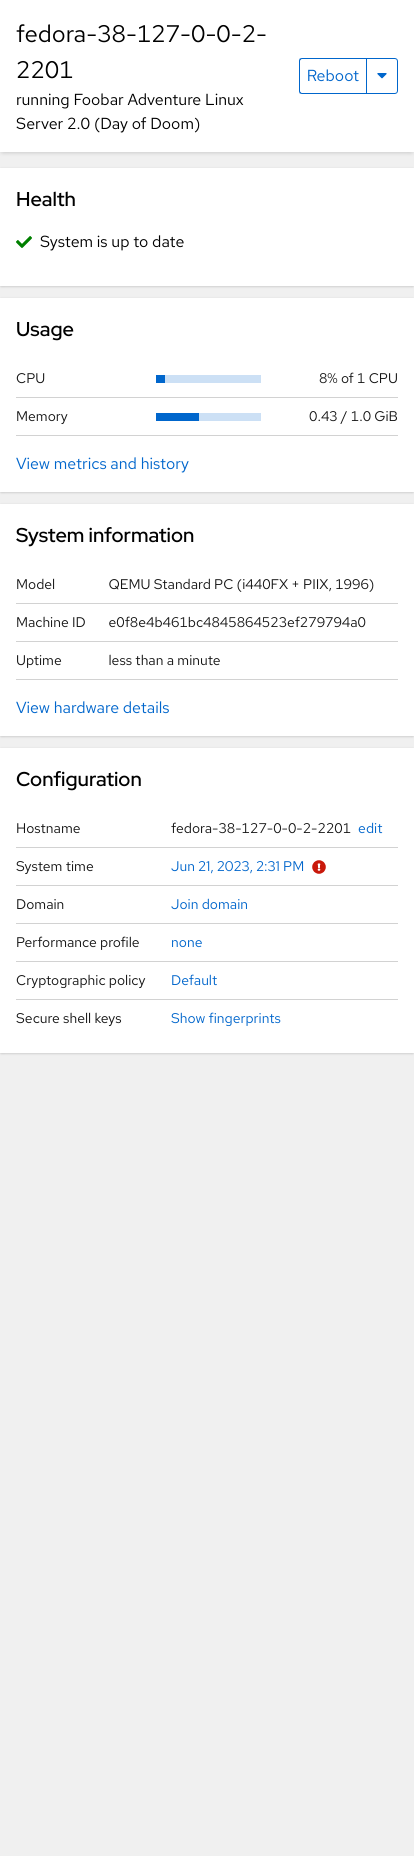 fedora-38-127-0-0-2-
2201
running Foobar Adventure Linux
Server 2.0 (Day of Doom)
Reboot
Health
System is up to date
Usage
CPU 8% of 1 CPU
Memory 0.43 / 1.0 GiB
View metrics and history
System information
Model QEMU Standard PC (i440FX + PIIX, 1996)
Machine ID e0f8e4b461bc4845864523ef279794a0
Uptime less than a minute
View hardware details
Configuration
Hostname fedora-38-127-0-0-2-2201 edit
System time Jun 21, 2023, 2:31 PM
Domain Join domain
Performance profile none
Cryptographic policy Default
Secure shell keys Show fingerprints